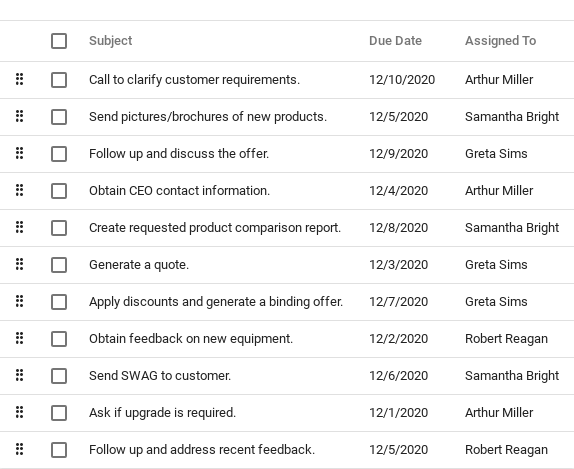 Subject Due Date Assigned To
Call to clarify customer requirements. 12/10/2020 Arthur Miller
Send pictures/brochures of new products. 12/5/2020 Samantha Bright
Follow up and discuss the offer. 12/9/2020 Greta Sims
Obtain CEO contact information. 12/4/2020 Arthur Miller
Create requested product comparison report. 12/8/2020 Samantha Bright
Generate a quote. 12/3/2020 Greta Sims
Apply discounts and generate a binding offer. 12/7/2020 Greta Sims
Obtain feedback on new equipment. 12/2/2020 Robert Reagan
Send SWAG to customer. 12/6/2020 Samantha Bright
Ask if upgrade is required. 12/1/2020 Arthur Miller
Follow up and address recent feedback. 12/5/2020 Robert Reagan